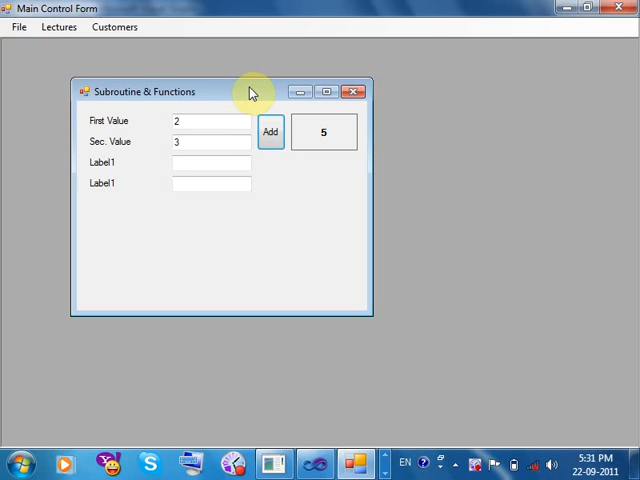 Main Control Form
File Lectures Customers
Subroutine & Functions
First Value 2
Sec. Value 3
Add 5
Label1
Label1
EN
5:31 PM
22-09-2011